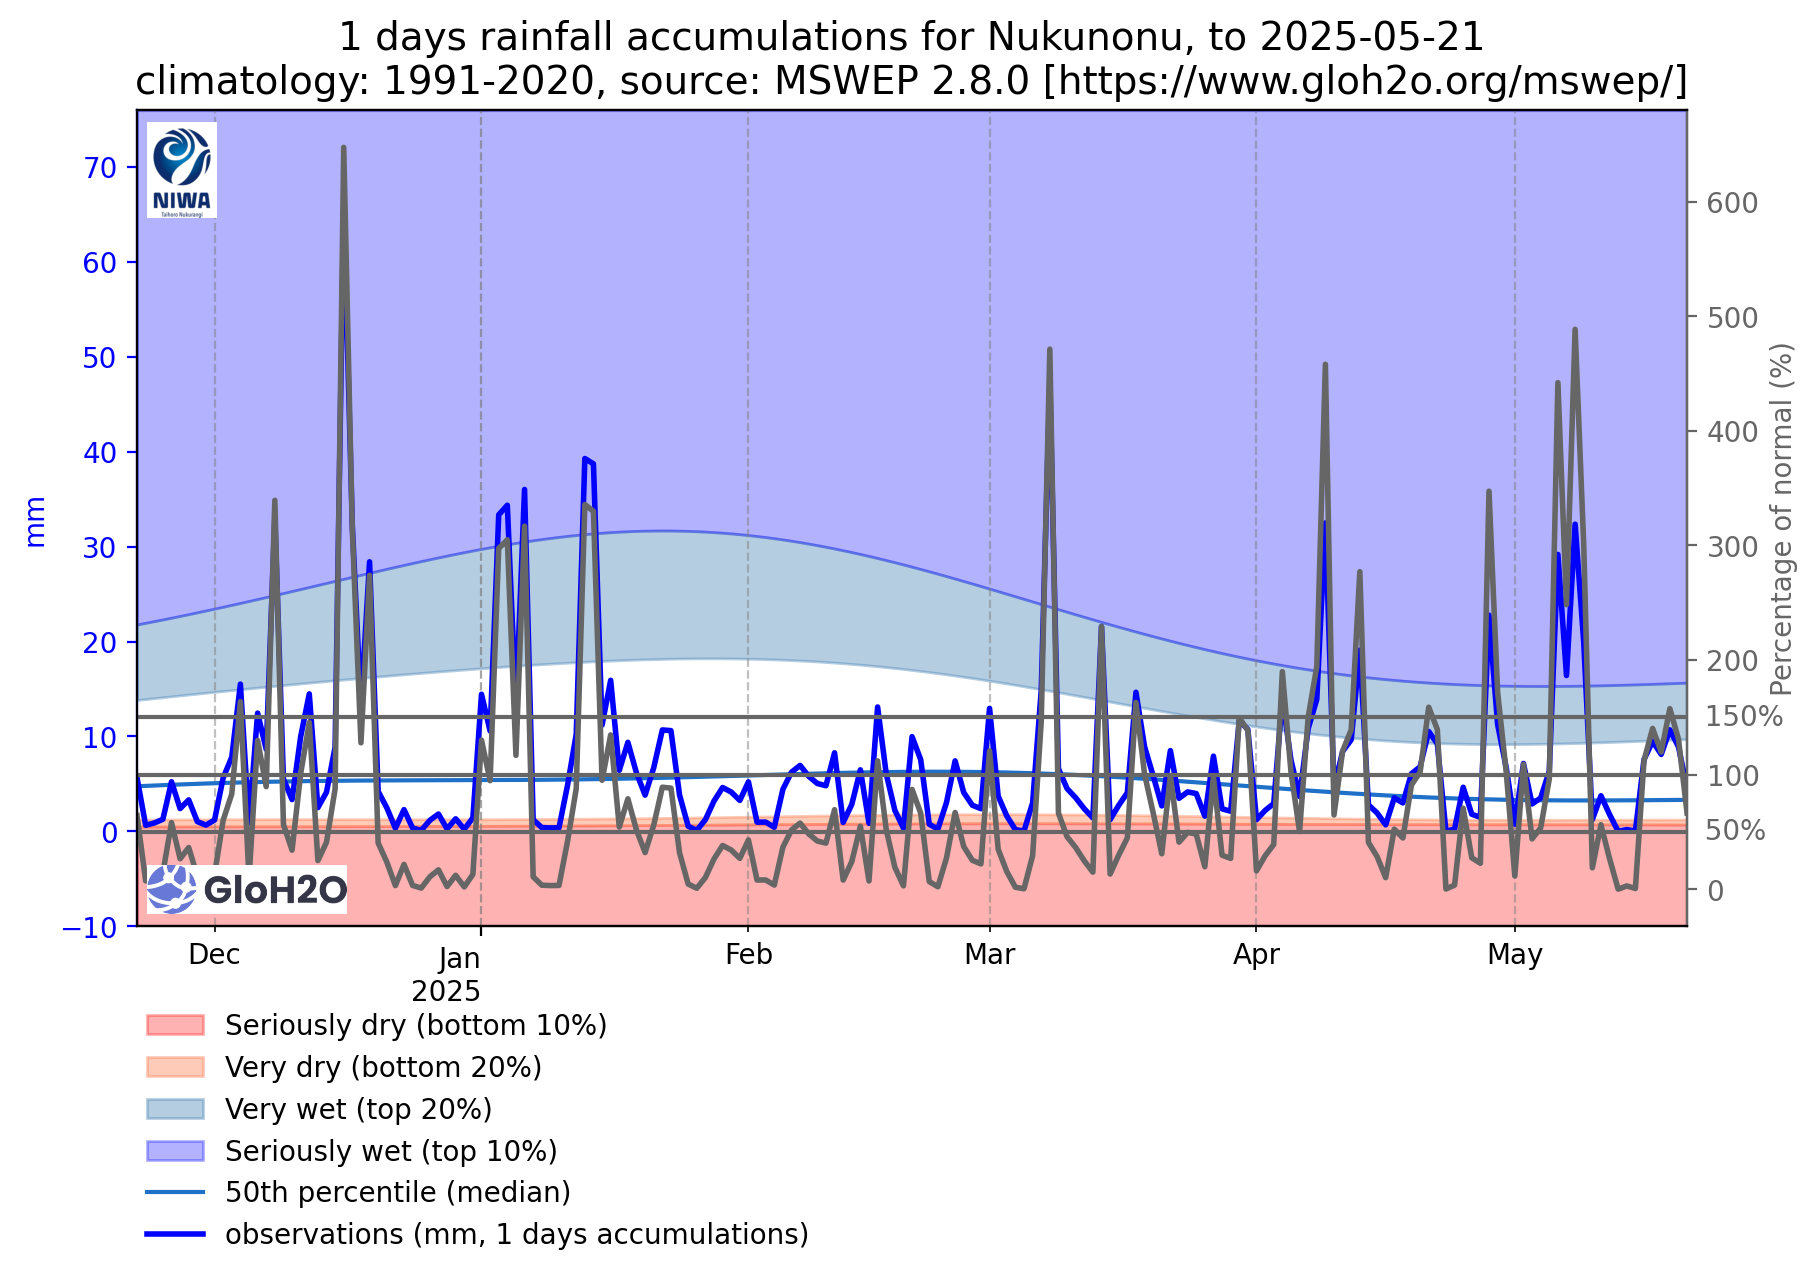 1 days rainfall accumulations for Nukunonu, to 2025-05-21
climatology: 1991-2020, source: MSWEP 2.8.0 [https://www.gloh2o.org/mswep/]
NIWA
Taihoro Nukurangi
70
60
50
40
30
20
10
0
−10
mm
600
500
400
300
200
150%
100
50%
0
Percentage of normal (%)
GloH2O
Dec
Jan
2025
Feb
Mar
Apr
May
Seriously dry (bottom 10%)
Very dry (bottom 20%)
Very wet (top 20%)
Seriously wet (top 10%)
50th percentile (median)
observations (mm, 1 days accumulations)